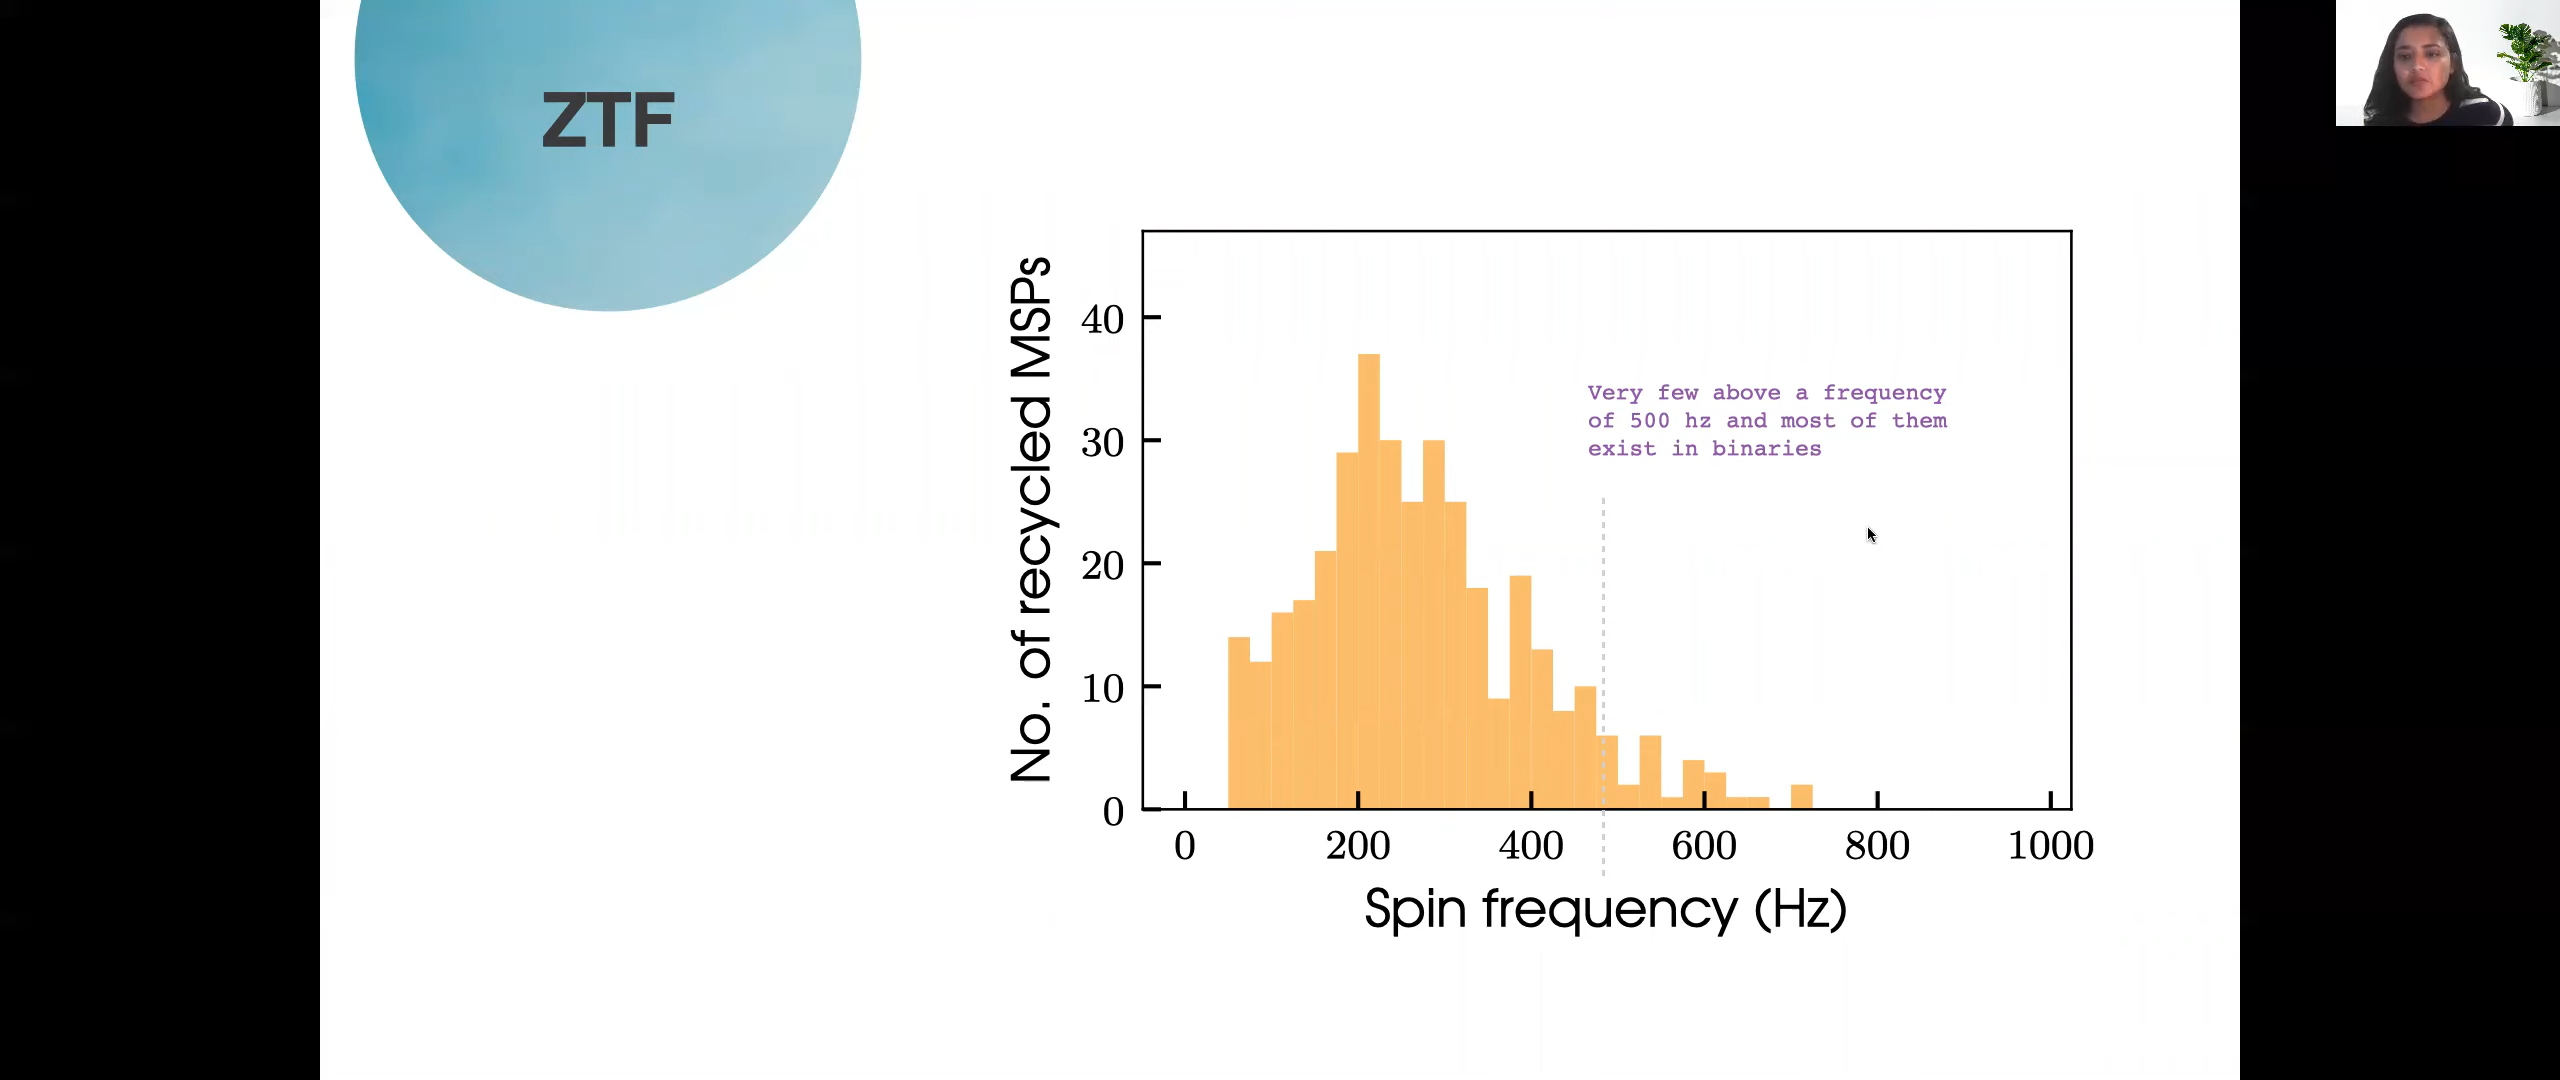 ZTF
No. of recycled MSPs
40
30
20
10
0
Very few above a frequency
of 500 hz and most of them
exist in binaries
0 200 400 600 800 1000
Spin frequency (Hz)